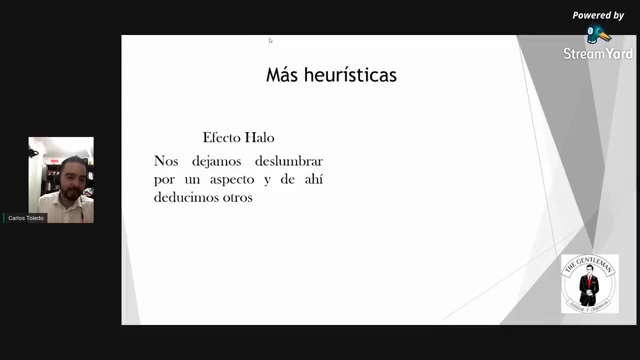 Powered by
StreamYard
Más heurísticas
Efecto Halo
Nos dejamos deslumbrar
por un aspecto y de ahí
deducimos otros
Carlos Toledo
THE GENTLEMAN